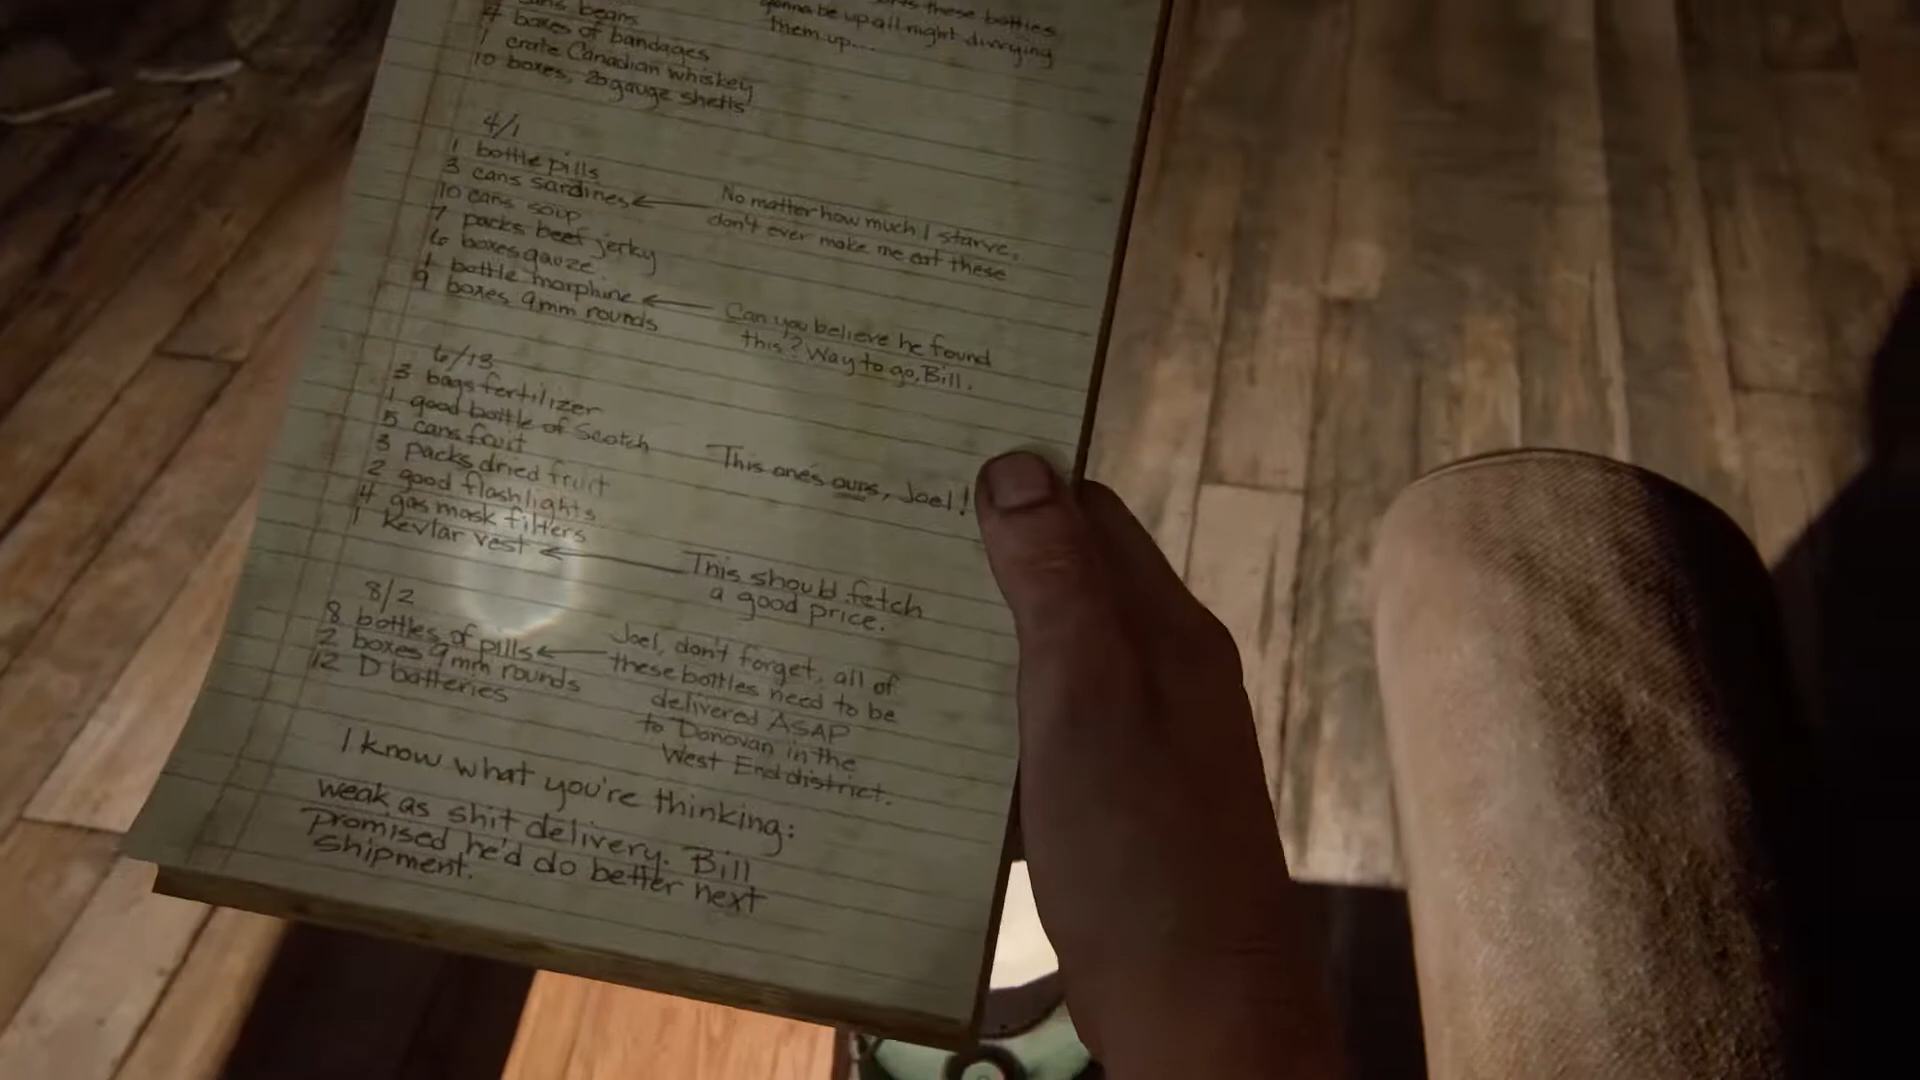 cans beans
4 boxes of bandages
1 crate Canadian whiskey
10 boxes, 20 gauge shells
these bottles
gonna be up all night divvying
them up...
4/1
1 bottle pills
3 cans sardines
10 cans soup
7 packs beef jerky
6 boxes gauze
1 bottle morphine
9 boxes 9mm rounds
No matter how much I starve,
don't ever make me eat these
Can you believe he found
this? Way to go, Bill.
6/13
3 bags fertilizer
1 good bottle of Scotch
5 cans fruit
3 packs dried fruit
2 good flashlights
4 gas mask filters
1 Kevlar vest
This one's ours, Joel!
This should fetch
a good price.
8/2
8 bottles of pills
2 boxes 9mm rounds
12 D batteries
Joel, don't forget, all of
these bottles need to be
delivered ASAP
to Donovan in the
West End district.
I know what you're thinking:
weak as shit delivery. Bill
promised he'd do better next
shipment.